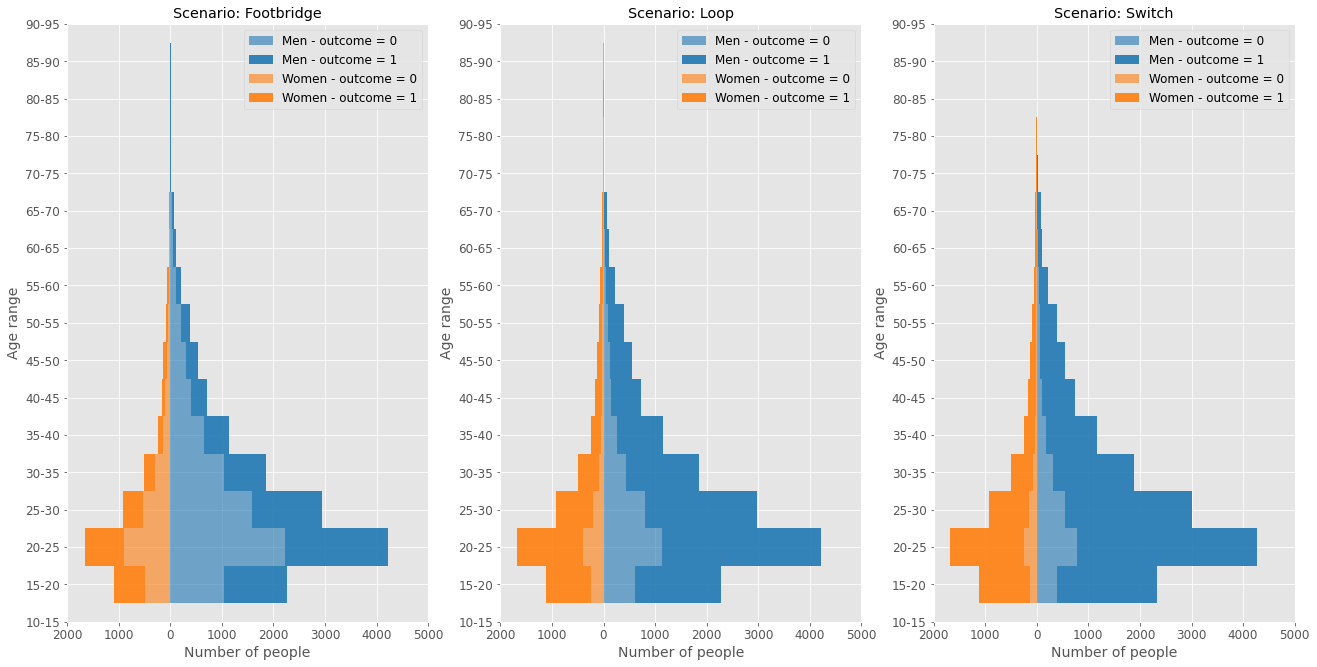 Scenario: Footbridge
Men - outcome = 0
Men - outcome = 1
Women - outcome = 0
Women - outcome = 1
90-95
85-90
80-85
75-80
70-75
65-70
60-65
55-60
50-55
45-50
40-45
35-40
30-35
25-30
20-25
15-20
10-15
Age range
2000 1000 0 1000 2000 3000 4000 5000
Number of people
Scenario: Loop
Men - outcome = 0
Men - outcome = 1
Women - outcome = 0
Women - outcome = 1
90-95
85-90
80-85
75-80
70-75
65-70
60-65
55-60
50-55
45-50
40-45
35-40
30-35
25-30
20-25
15-20
10-15
Age range
2000 1000 0 1000 2000 3000 4000 5000
Number of people
Scenario: Switch
Men - outcome = 0
Men - outcome = 1
Women - outcome = 0
Women - outcome = 1
90-95
85-90
80-85
75-80
70-75
65-70
60-65
55-60
50-55
45-50
40-45
35-40
30-35
25-30
20-25
15-20
10-15
Age range
2000 1000 0 1000 2000 3000 4000 5000
Number of people